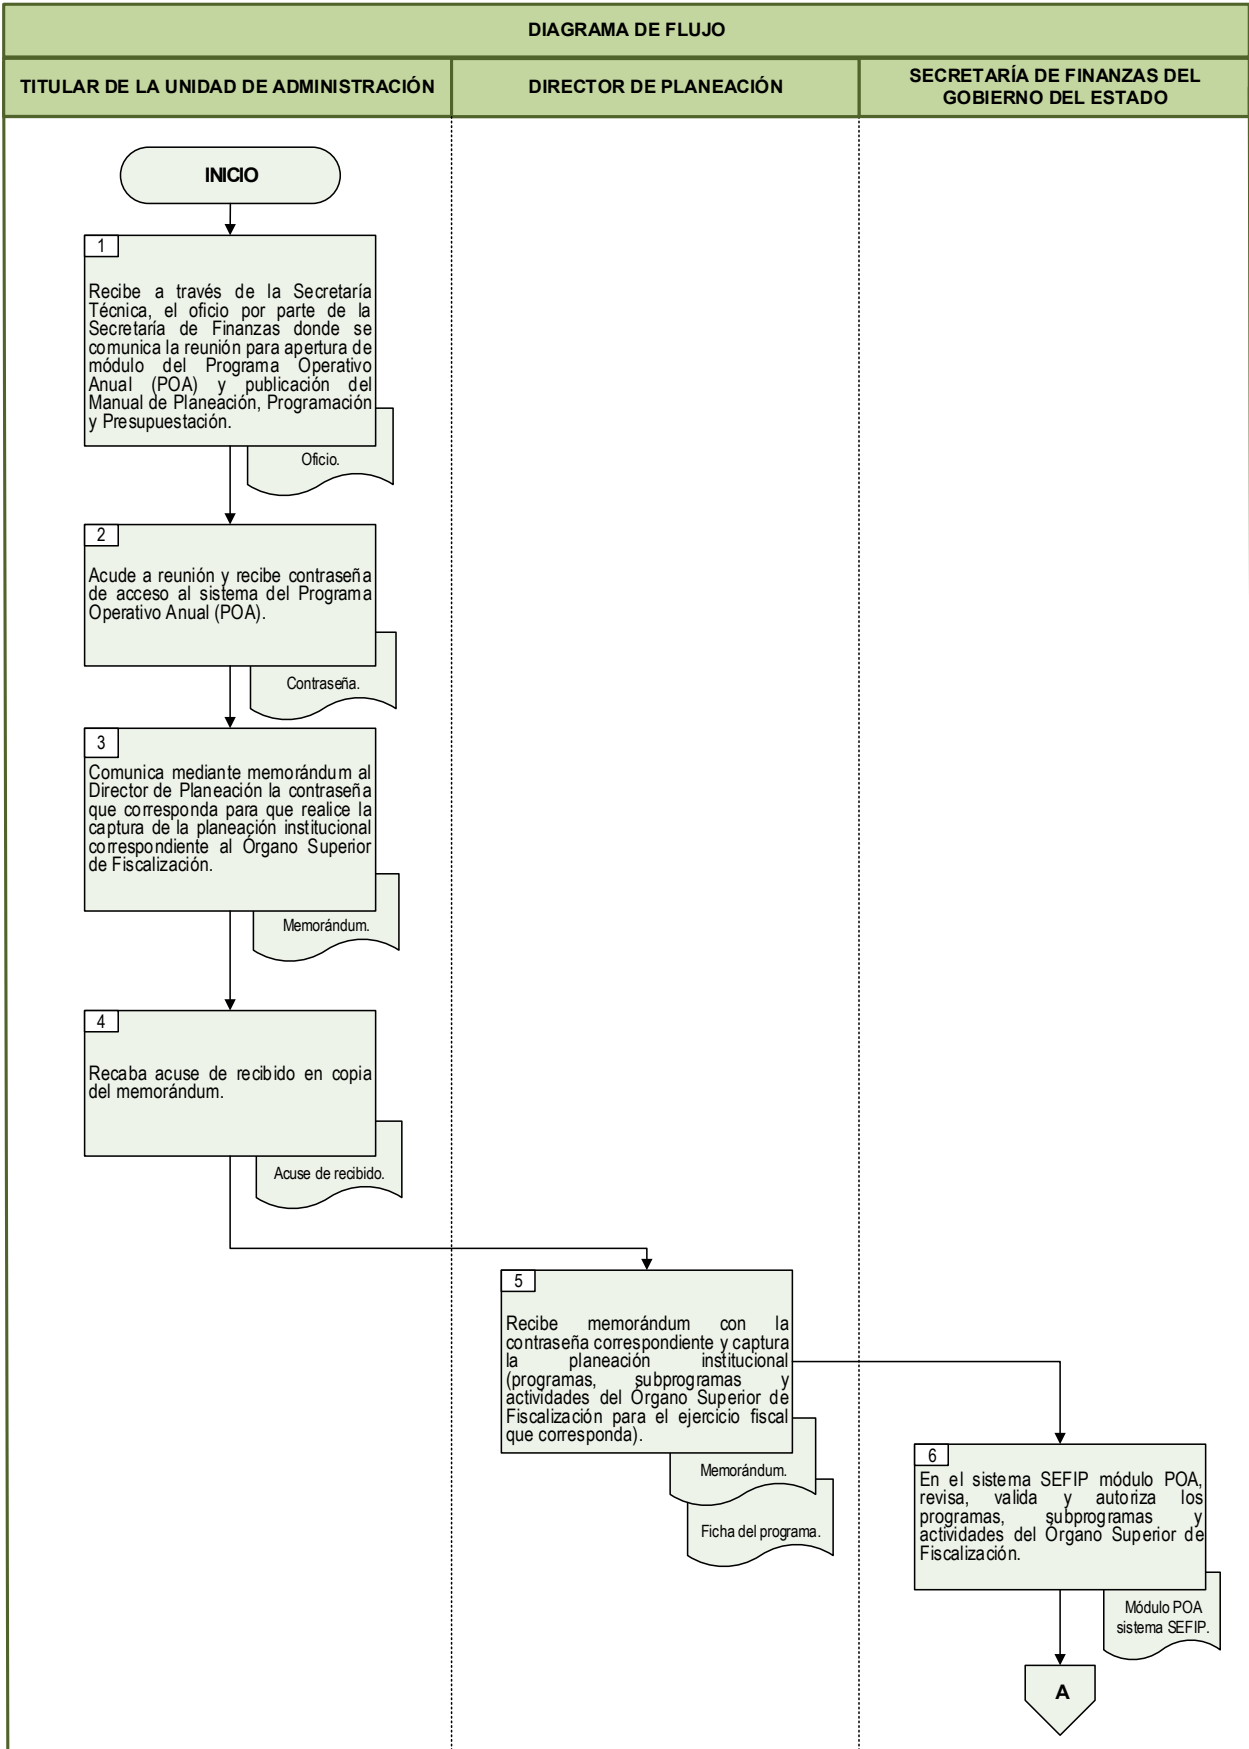 DIAGRAMA DE FLUJO
TITULAR DE LA UNIDAD DE ADMINISTRACIÓN
DIRECTOR DE PLANEACIÓN
SECRETARÍA DE FINANZAS DEL
GOBIERNO DEL ESTADO
INICIO
1
Recibe a través de la Secretaría
Técnica, el oficio por parte de la
Secretaría de Finanzas donde se
comunica la reunión para apertura de
módulo del Programa Operativo
Anual (POA) y publicación del
Manual de Planeación, Programación
y Presupuestación.
Oficio.
2
Acude a reunión y recibe contraseña
de acceso al sistema del Programa
Operativo Anual (POA).
Contraseña.
3
Comunica mediante memorándum al
Director de Planeación la contraseña
que corresponda para que realice la
captura de la planeación institucional
correspondiente al Órgano Superior
de Fiscalización.
Memorándum.
4
Recaba acuse de recibido en copia
del memorándum.
Acuse de recibido.
5
Recibe memorándum con la
contraseña correspondiente y captura
la planeación institucional
(programas, subprogramas y
actividades del Órgano Superior de
Fiscalización para el ejercicio fiscal
que corresponda).
Memorándum.
Ficha del programa.
6
En el sistema SEFIP módulo POA,
revisa, valida y autoriza los
programas, subprogramas y
actividades del Órgano Superior de
Fiscalización.
Módulo POA
sistema SEFIP.
A